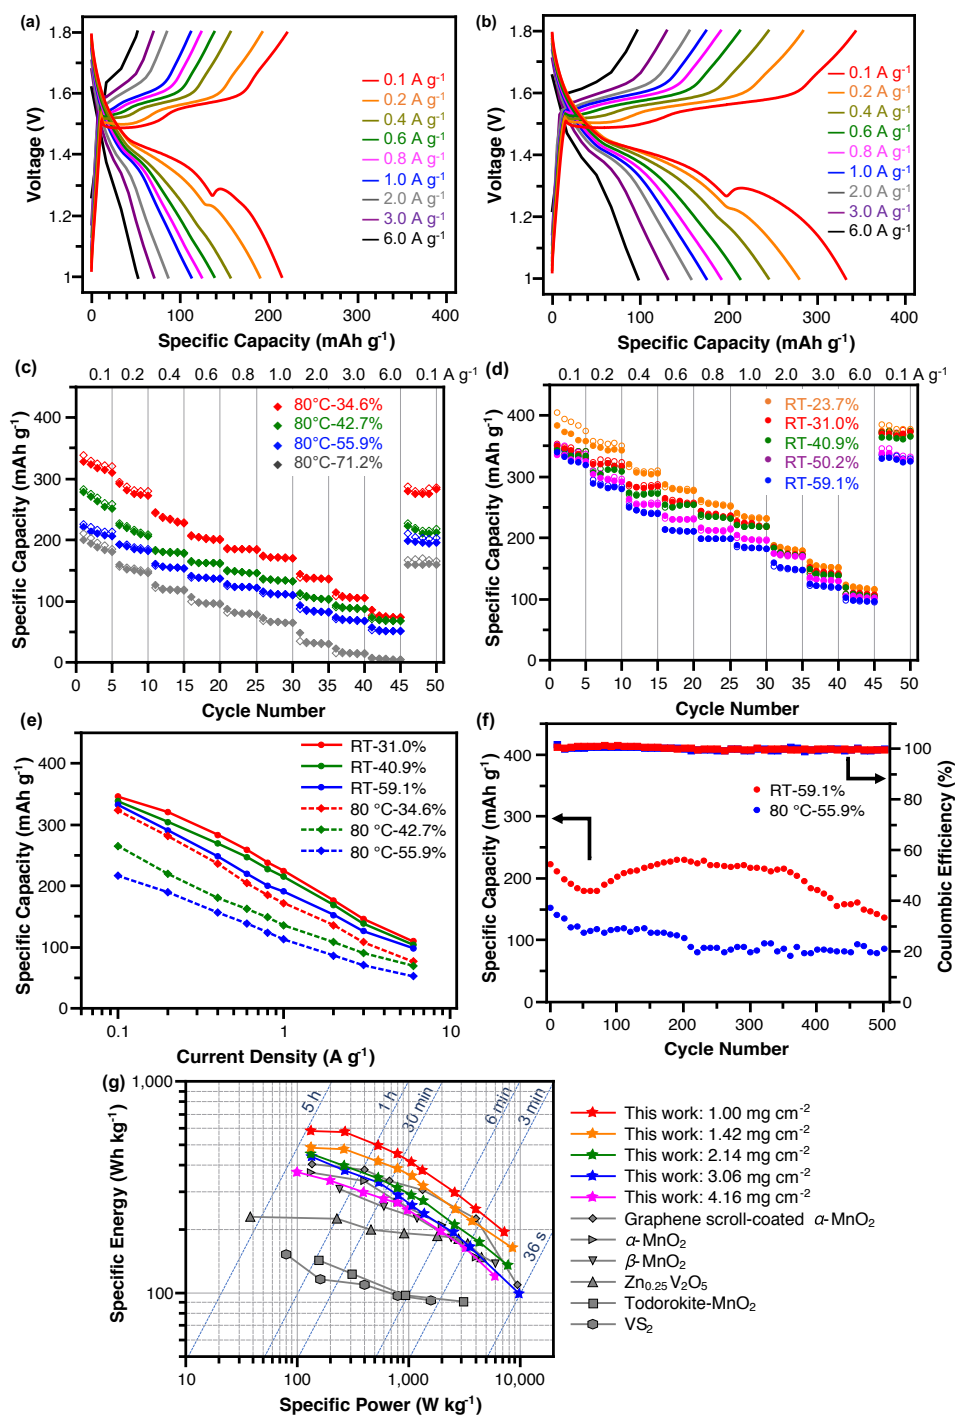 (a)
1.8
1.6
1.4
1.2
1
Voltage (V)
0.1 A g-1
0.2 A g-1
0.4 A g-1
0.6 A g-1
0.8 A g-1
1.0 A g-1
2.0 A g-1
3.0 A g-1
6.0 A g-1
0 100 200 300 400
Specific Capacity (mAh g-1)
(b)
1.8
1.6
1.4
1.2
1
Voltage (V)
0.1 A g-1
0.2 A g-1
0.4 A g-1
0.6 A g-1
0.8 A g-1
1.0 A g-1
2.0 A g-1
3.0 A g-1
6.0 A g-1
0 100 200 300 400
Specific Capacity (mAh g-1)
(c)
0.1 0.2 0.4 0.6 0.8 1.0 2.0 3.0 6.0 0.1 A g-1
400
300
200
100
0
Specific Capacity (mAh g-1)
80°C-34.6%
80°C-42.7%
80°C-55.9%
80°C-71.2%
0 5 10 15 20 25 30 35 40 45 50
Cycle Number
(d)
0.1 0.2 0.4 0.6 0.8 1.0 2.0 3.0 6.0 0.1 A g-1
400
300
200
100
0
Specific Capacity (mAh g-1)
RT-23.7%
RT-31.0%
RT-40.9%
RT-50.2%
RT-59.1%
0 5 10 15 20 25 30 35 40 45 50
Cycle Number
(e)
400
300
200
100
0
Specific Capacity (mAh g-1)
RT-31.0%
RT-40.9%
RT-59.1%
80 °C-34.6%
80 °C-42.7%
80 °C-55.9%
0.1 1 10
Current Density (A g-1)
(f)
400
300
200
100
0
Specific Capacity (mAh g-1)
RT-59.1%
80 °C-55.9%
100
80
60
40
20
0
Coulombic Efficiency (%)
0 100 200 300 400 500
Cycle Number
(g)
1,000
100
Specific Energy (Wh kg-1)
5 h
1 h
30 min
6 min
3 min
36 s
10 100 1,000 10,000
Specific Power (W kg-1)
This work: 1.00 mg cm-2
This work: 1.42 mg cm-2
This work: 2.14 mg cm-2
This work: 3.06 mg cm-2
This work: 4.16 mg cm-2
Graphene scroll-coated α-MnO2
α-MnO2
β-MnO2
Zn0.25V2O5
Todorokite-MnO2
VS2